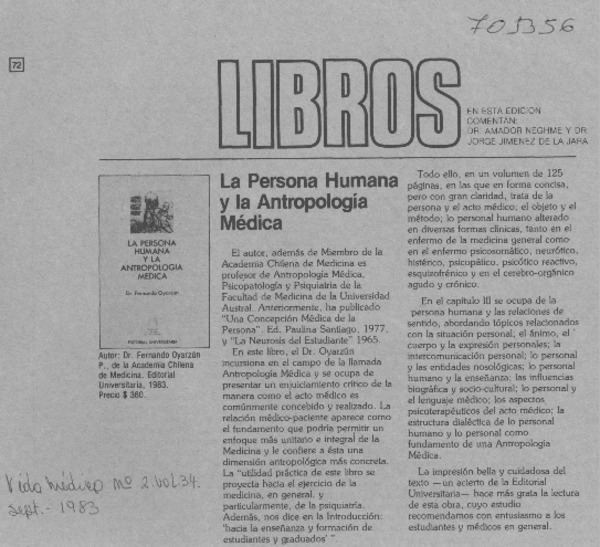 705356
72
LIBROS
EN ESTA EDICION
COMENTAN:
DR. AMADOR NEGHME Y DR.
JORGE JIMENEZ DE LA JARA
LA PERSONA
HUMANA
Y LA
ANTROPOLOGIA
MEDICA
Dr. Fernando Oyarzún
EDITORIAL UNIVERSITARIA
Autor: Dr. Fernando Oyarzún
P., de la Academia Chilena
de Medicina. Editorial
Universitaria, 1983.
Precio $ 360.
Vida Médica nº 2. vol 34.
sept. - 1983
La Persona Humana
y la Antropología
Médica
El autor, además de Miembro de la
Academia Chilena de Medicina es
profesor de Antropología Médica,
Psicopatología y Psiquiatría de la
Facultad de Medicina de la Universidad
Austral. Anteriormente, ha publicado
"Una Concepción Médica de la
Persona". Ed. Paulina Santiago, 1977,
y "La Neurosis del Estudiante" 1965.
En este libro, el Dr. Oyarzún
incursiona en el campo de la llamada
Antropología Médica y se ocupa de
presentar un enjuiciamiento crítico de la
manera como el acto médico es
comúnmente concebido y realizado. La
relación médico-paciente aparece como
el fundamento que podría permitir un
enfoque más unitario e integral de la
Medicina y le confiere a ésta una
dimensión antropológica más concreta.
La "utilidad práctica de este libro se
proyecta hacia el ejercicio de la
medicina, en general, y
particularmente, de la psiquiatría.
Además, nos dice en la Introducción:
'hacia la enseñanza y formación de
estudiantes y graduados' "
Todo ello, en un volumen de 125
páginas, en las que en forma concisa,
pero con gran claridad, trata de la
persona y el acto médico; el objeto y el
método; lo personal humano alterado
en diversas formas clínicas, tanto en el
enfermo de la medicina general como
en el enfermo psicosomático, neurótico,
histérico, psicopático, psicótico reactivo,
esquizofrénico y en el cerebro-orgánico
agudo y crónico.
En el capítulo III se ocupa de la
persona humana y las relaciones de
sentido, abordando tópicos relacionados
con la situación personal; el ánimo, el
cuerpo y la expresión personales; la
intercomunicación personal; lo personal
y las entidades nosológicas; lo personal
humano y la enseñanza; las influencias
biográfica y socio-cultural; lo personal y
el lenguaje médico; los aspectos
psicoterapéuticos del acto médico; la
estructura dialéctica de lo personal
humano y lo personal como
fundamento de una Antropología
Médica.
La impresión bella y cuidadosa del
texto —un acierto de la Editorial
Universitaria— hace más grata la lectura
de esta obra, cuyo estudio
recomendamos con entusiasmo a los
estudiantes y médicos en general.